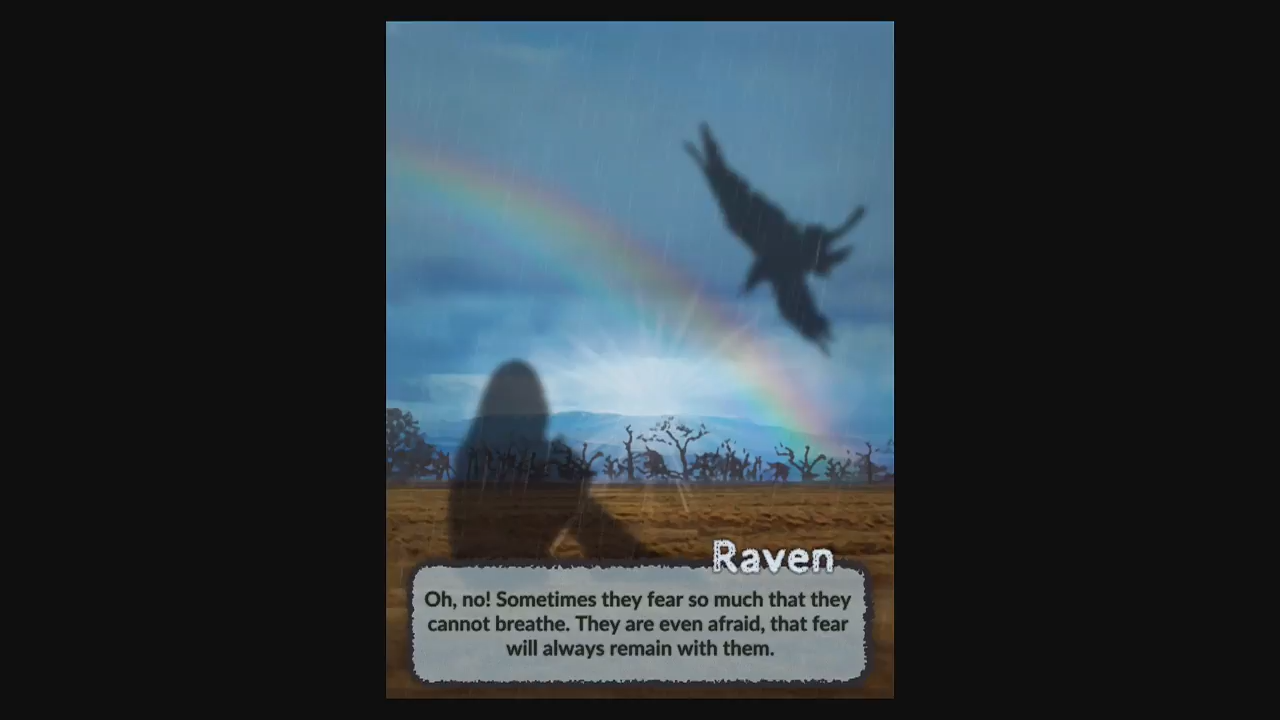 Raven
Oh, no! Sometimes they fear so much that they
cannot breathe. They are even afraid, that fear
will always remain with them.